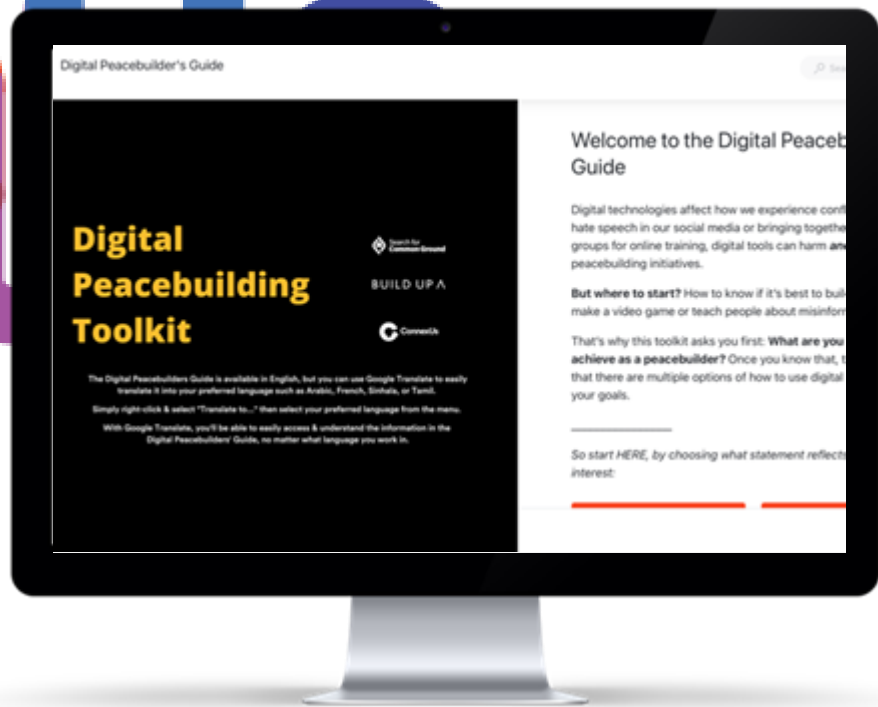 Digital Peacebuilder's Guide
Digital
Peacebuilding
Toolkit
Search for
Common Ground
BUILD UP
ConnexUs
The Digital Peacebuilders Guide is available in English, but you can use Google Translate to easily
translate it into your preferred language such as Arabic, French, Sinhala, or Tamil.
Simply right-click & select "Translate to..." then select your preferred language from the menu.
With Google Translate, you'll be able to easily access & understand the information in the
Digital Peacebuilders' Guide, no matter what language you work in.
Welcome to the Digital Peaceb
Guide
Digital technologies affect how we experience conf
hate speech in our social media or bringing togethe
groups for online training, digital tools can harm an
peacebuilding initiatives.
But where to start? How to know if it's best to buil
make a video game or teach people about misinform
That's why this toolkit asks you first: What are you
achieve as a peacebuilder? Once you know that, t
that there are multiple options of how to use digital
your goals.
So start HERE, by choosing what statement reflects
interest: